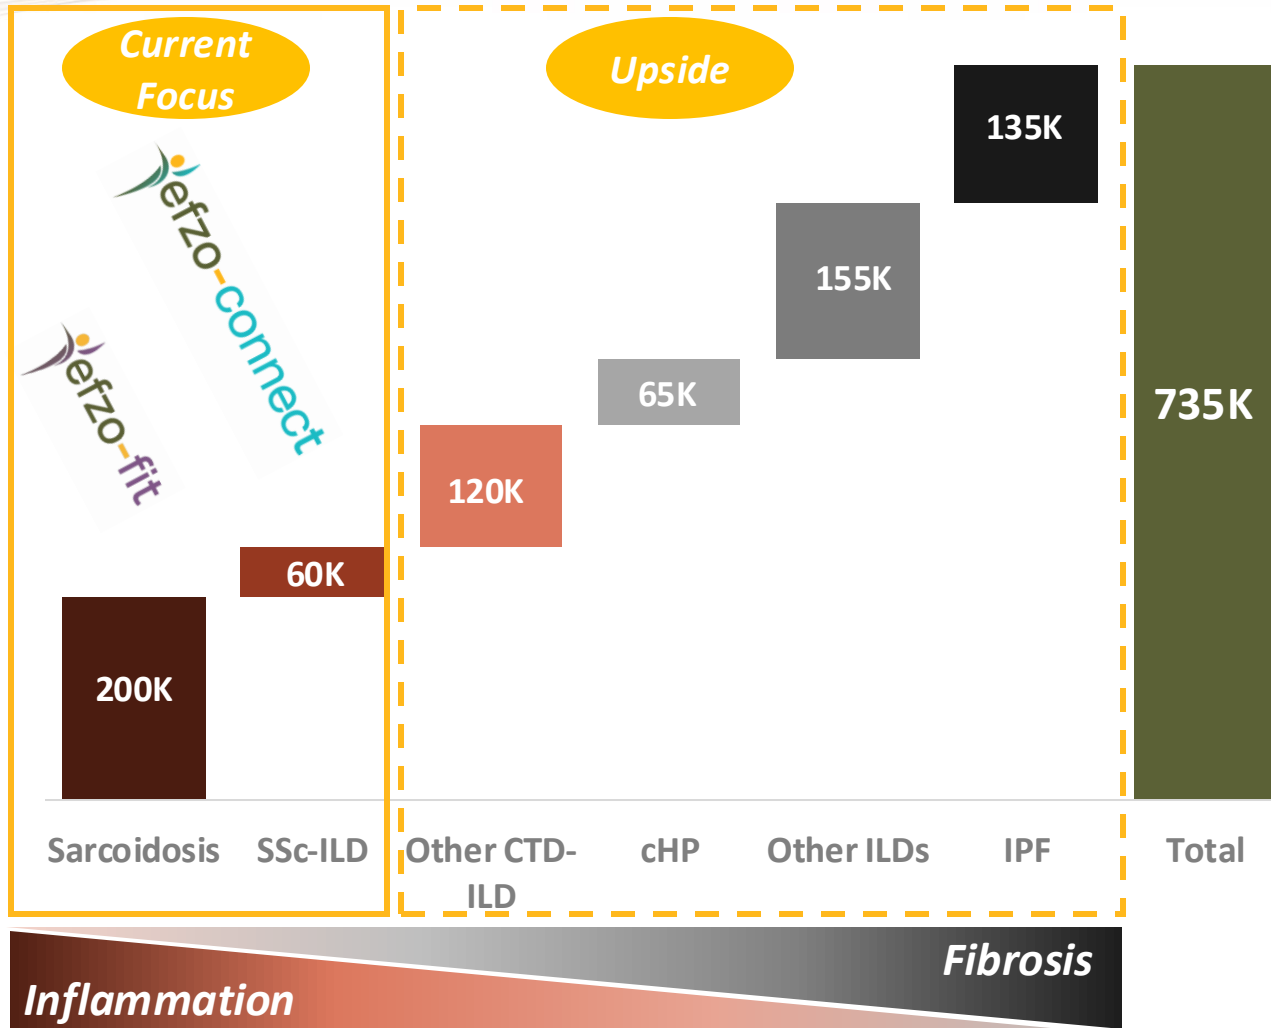 Current
Focus
Upside
efzo-connect
efzo-fit
135K
155K
65K
735K
120K
60K
200K
Sarcoidosis
SSc-ILD
Other CTD-
ILD
cHP
Other ILDs
IPF
Total
Fibrosis
Inflammation